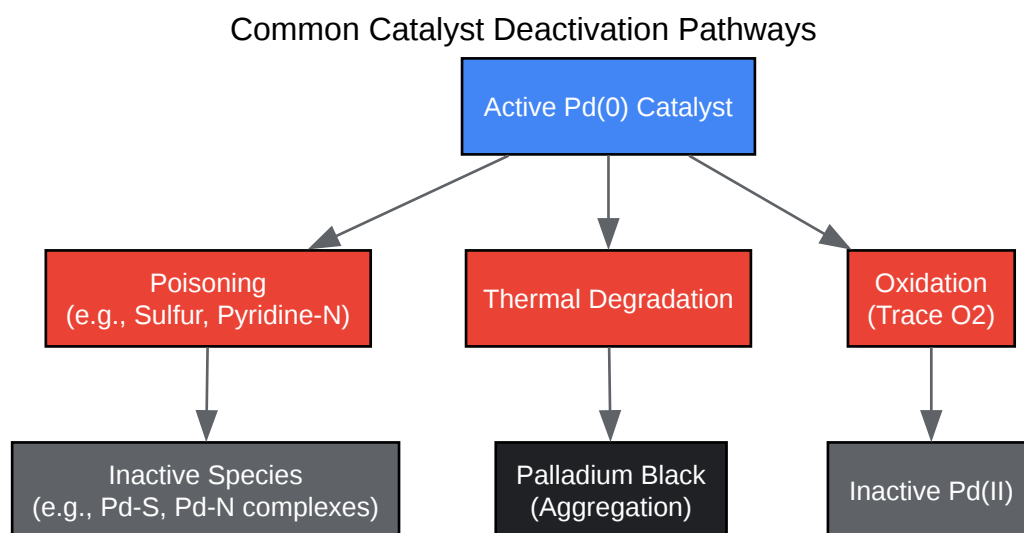 Common Catalyst Deactivation Pathways
Active Pd(0) Catalyst
Poisoning
(e.g., Sulfur, Pyridine-N)
Thermal Degradation
Oxidation
(Trace O2)
Inactive Species
(e.g., Pd-S, Pd-N complexes)
Palladium Black
(Aggregation)
Inactive Pd(II)